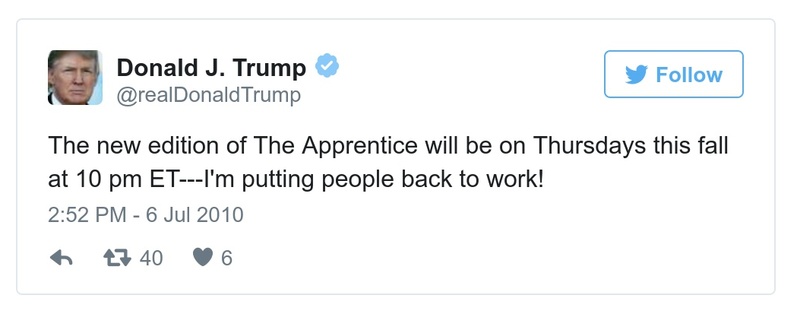 Donald J. Trump
@realDonaldTrump
Follow
The new edition of The Apprentice will be on Thursdays this fall
at 10 pm ET---I'm putting people back to work!
2:52 PM - 6 Jul 2010
40 6